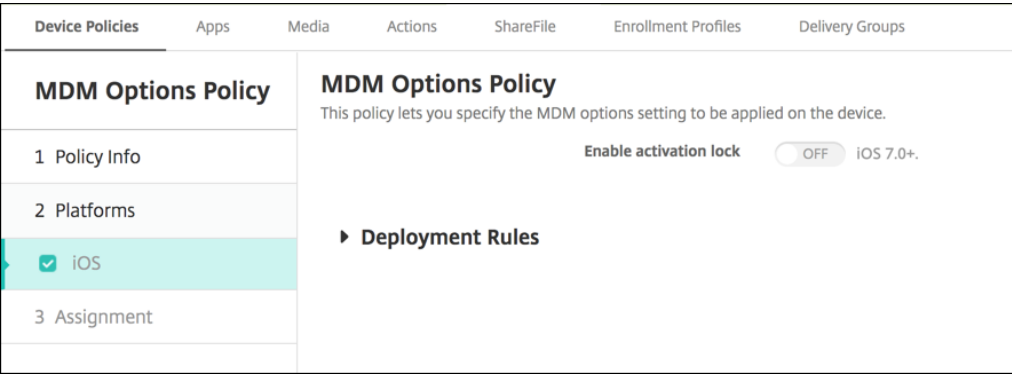 Device Policies Apps Media Actions ShareFile Enrollment Profiles Delivery Groups
MDM Options Policy
1 Policy Info
2 Platforms
iOS
3 Assignment
MDM Options Policy
This policy lets you specify the MDM options setting to be applied on the device.
Enable activation lock OFF iOS 7.0+.
Deployment Rules